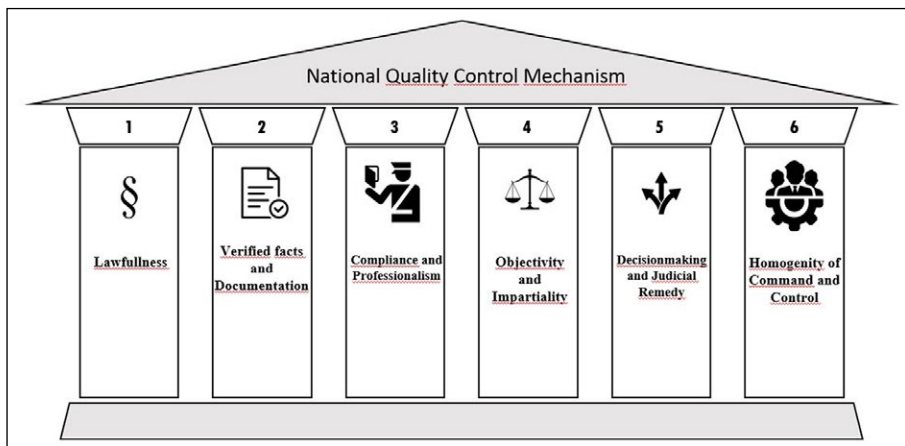 National Quality Control Mechanism
1
2
3
4
5
6
§
Lawfullness
Verified facts
and
Documentation
Compliance and
Professionalism
Objectivity
and
Impartiality
Decisionmaking
and Judicial
Remedy
Homogenity of
Command and
Control